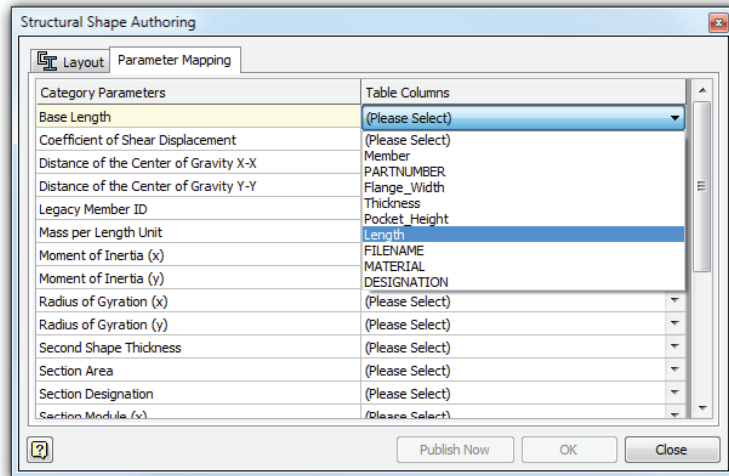 Structural Shape Authoring
Layout Parameter Mapping
Category Parameters Table Columns
Base Length (Please Select)
Coefficient of Shear Displacement (Please Select)
Member
Distance of the Center of Gravity X-X PARTNUMBER
Distance of the Center of Gravity Y-Y Flange_Width
Legacy Member ID Thickness
Pocket_Height
Mass per Length Unit Length
Moment of Inertia (x) FILENAME
MATERIAL
Moment of Inertia (y) DESIGNATION
Radius of Gyration (x) (Please Select)
Radius of Gyration (y) (Please Select)
Second Shape Thickness (Please Select)
Section Area (Please Select)
Section Designation (Please Select)
Section Module (x) (Please Select)
Publish Now OK Close